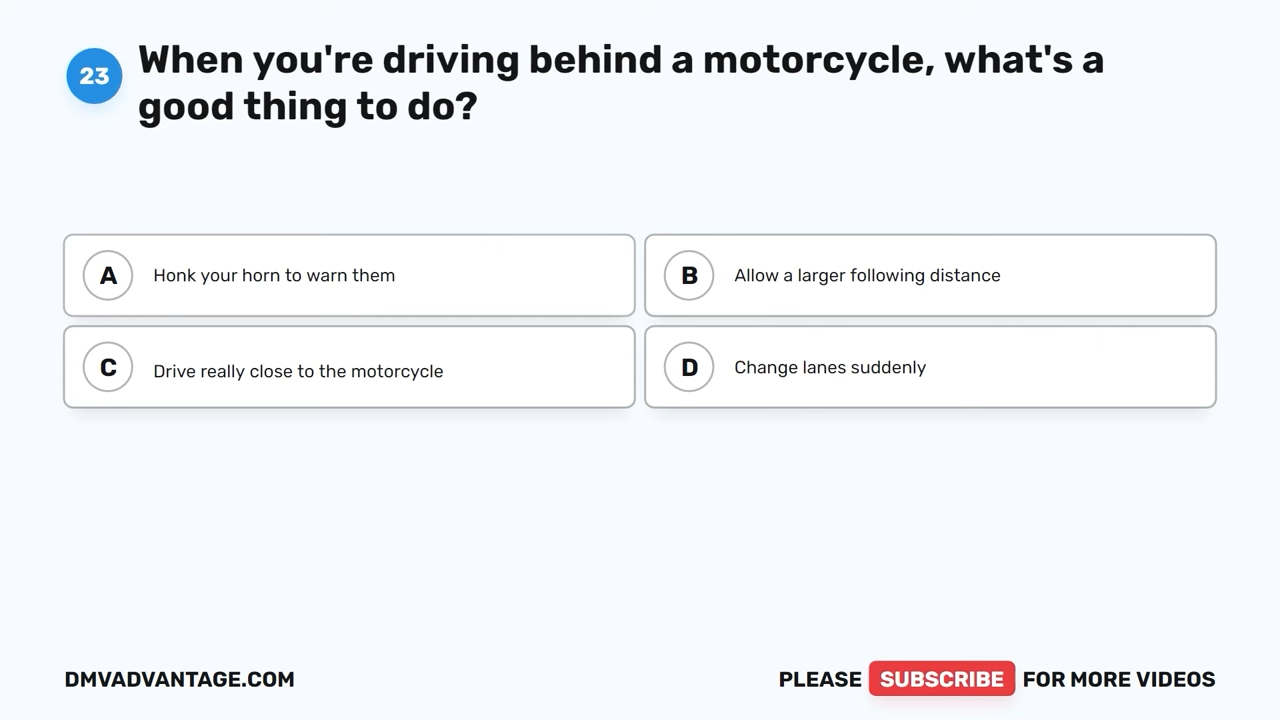 23
When you're driving behind a motorcycle, what's a
good thing to do?
A Honk your horn to warn them
B Allow a larger following distance
C Drive really close to the motorcycle
D Change lanes suddenly
DMVADVANTAGE.COM
PLEASE SUBSCRIBE FOR MORE VIDEOS